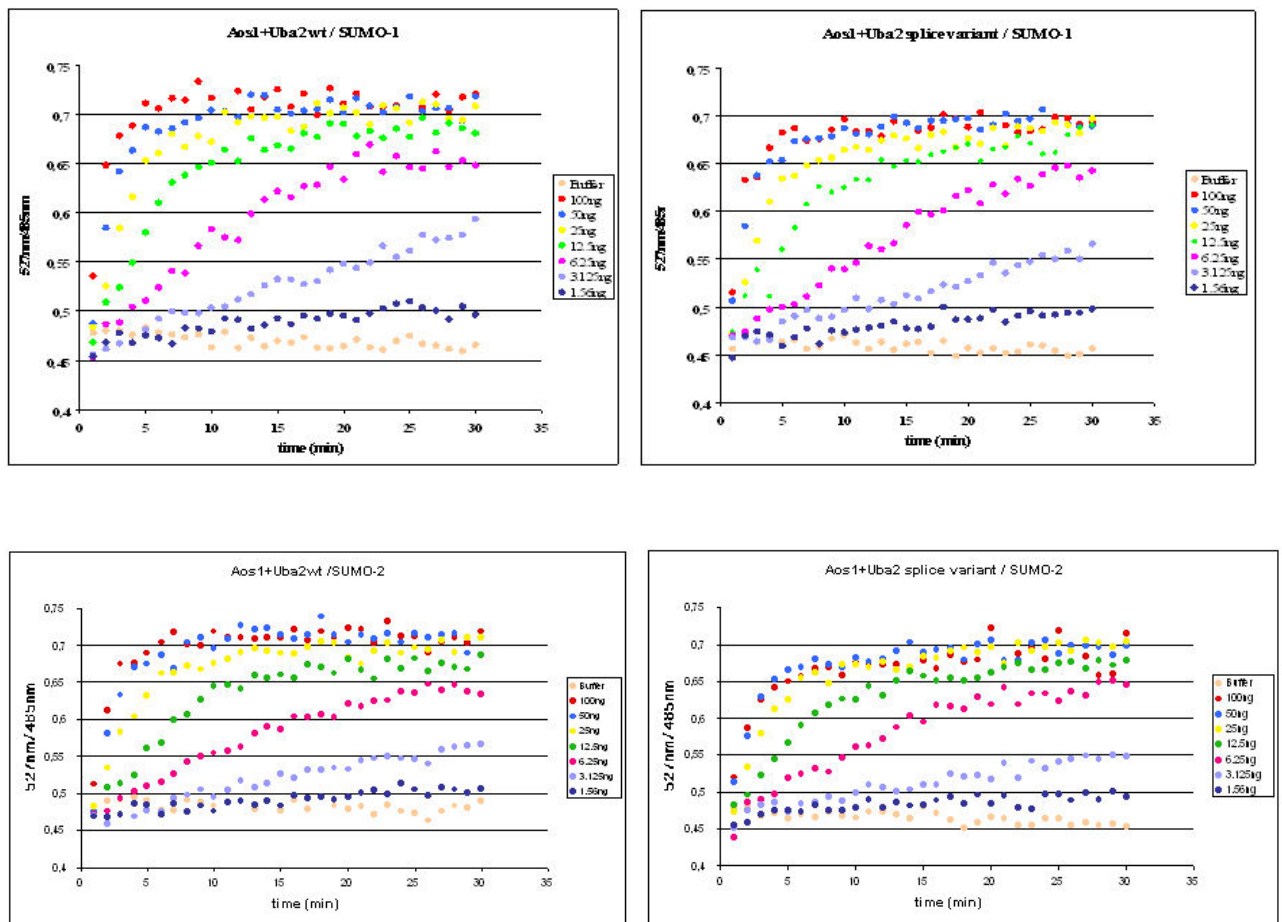 Aos1+Uba2wt / SUMO-1
0,75
0,7
0,65
0,6
0,55
0,5
0,45
0,4
527nm/485nm
0 5 10 15 20 25 30 35
time (min)
Buffer
100ng
50ng
25ng
12.5ng
6.25ng
3.125ng
1.56ng
Aos1+Uba2 splice variant / SUMO-1
0,75
0,7
0,65
0,6
0,55
0,5
0,45
0,4
0 5 10 15 20 25 30 35
time (min)
Buffer
100ng
50ng
25ng
12.5ng
6.25ng
3.125ng
1.56ng
Aos1+Uba2wt /SUMO-2
0,75
0,7
0,65
0,6
0,55
0,5
0,45
0,4
527nm/485nm
0 5 10 15 20 25 30 35
time (min)
Buffer
100ng
50ng
25ng
12.5ng
6.25ng
3.125ng
1.56ng
Aos1+Uba2 splice variant / SUMO-2
0,75
0,7
0,65
0,6
0,55
0,5
0,45
0,4
527nm/485nm
0 5 10 15 20 25 30 35
time (min)
Buffer
100ng
50ng
25ng
12.5ng
6.25ng
3.125ng
1.56ng